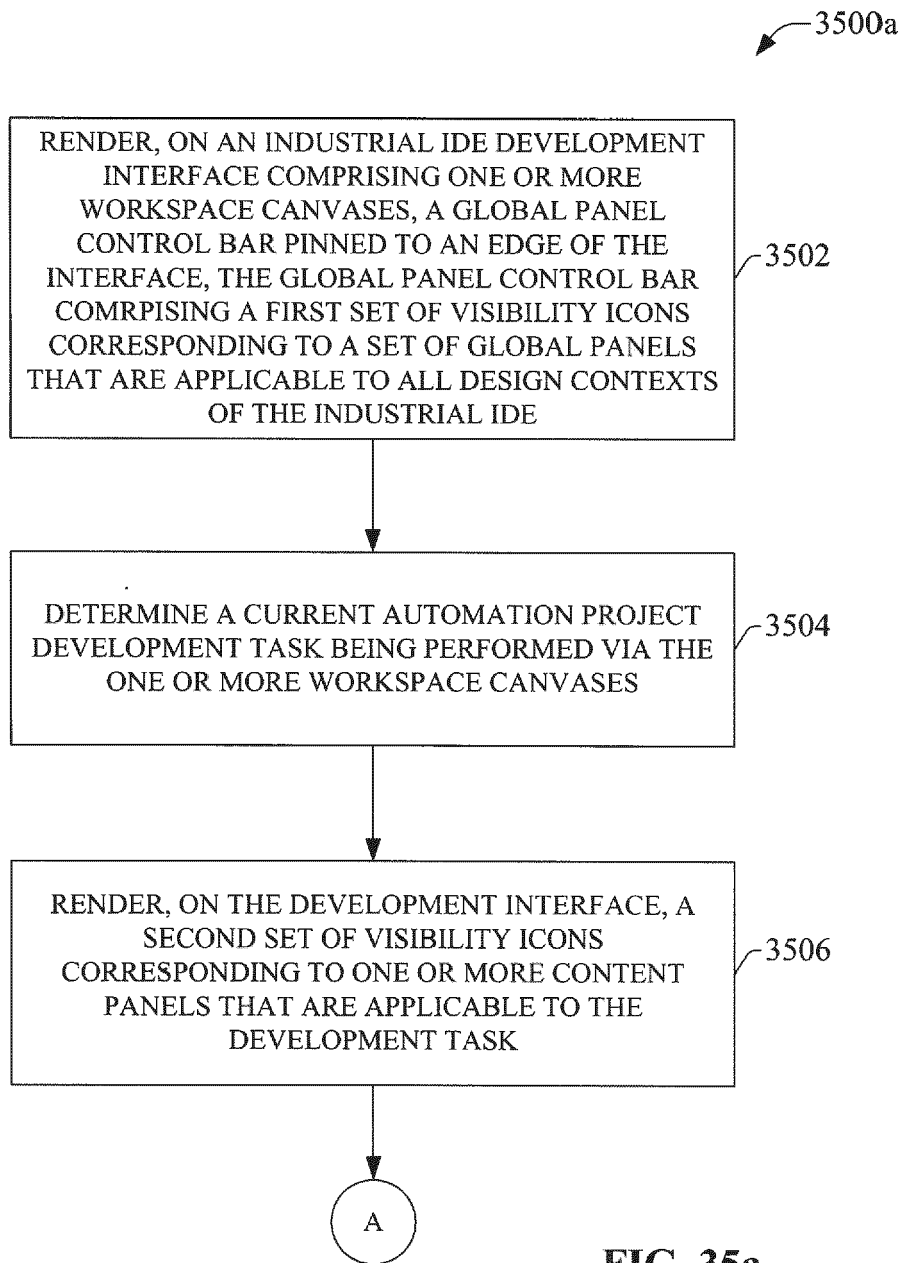 3500a
RENDER, ON AN INDUSTRIAL IDE DEVELOPMENT
INTERFACE COMPRISING ONE OR MORE
WORKSPACE CANVASES, A GLOBAL PANEL
CONTROL BAR PINNED TO AN EDGE OF THE
INTERFACE, THE GLOBAL PANEL CONTROL BAR
COMRPISING A FIRST SET OF VISIBILITY ICONS
CORRESPONDING TO A SET OF GLOBAL PANELS
THAT ARE APPLICABLE TO ALL DESIGN CONTEXTS
OF THE INDUSTRIAL IDE
3502
DETERMINE A CURRENT AUTOMATION PROJECT
DEVELOPMENT TASK BEING PERFORMED VIA THE
ONE OR MORE WORKSPACE CANVASES
3504
RENDER, ON THE DEVELOPMENT INTERFACE, A
SECOND SET OF VISIBILITY ICONS
CORRESPONDING TO ONE OR MORE CONTENT
PANELS THAT ARE APPLICABLE TO THE
DEVELOPMENT TASK
3506
A
FIG. 35a